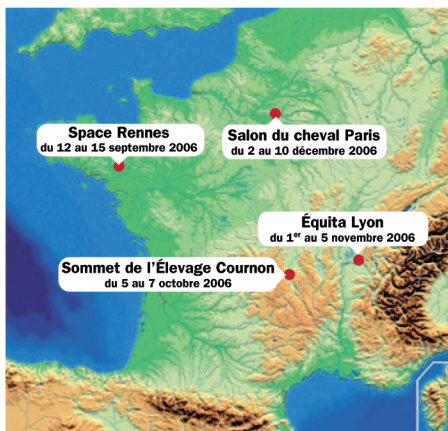 Space Rennes
du 12 au 15 septembre 2006
Salon du cheval Paris
du 2 au 10 décembre 2006
Équita Lyon
du 1er au 5 novembre 2006
Sommet de l'Élevage Cournon
du 5 au 7 octobre 2006